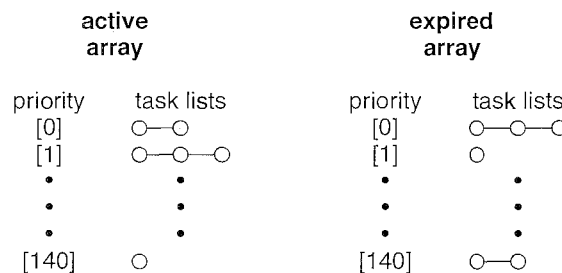 active
array
expired
array
priority task lists
[0]
[1]
[140]
priority task lists
[0]
[1]
[140]